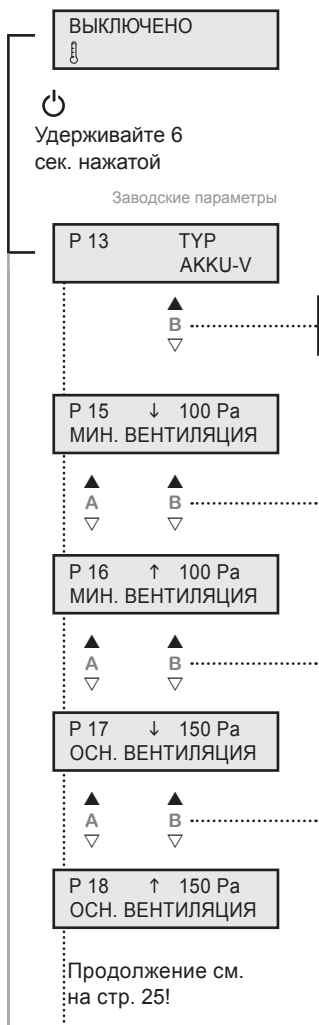 ВЫКЛЮЧЕНО
Удерживайте 6
сек. нажатой
Заводские параметры
P 13 TYP
AKKU-V
▲
B
▽
P 15 ↓ 100 Pa
МИН. ВЕНТИЛЯЦИЯ
▲ ▲
A B
▽ ▽
P 16 ↑ 100 Pa
МИН. ВЕНТИЛЯЦИЯ
▲ ▲
A B
▽ ▽
P 17 ↓ 150 Pa
ОСН. ВЕНТИЛЯЦИЯ
▲ ▲
A B
▽ ▽
P 18 ↑ 150 Pa
ОСН. ВЕНТИЛЯЦИЯ
Продолжение см.
на стр. 25!